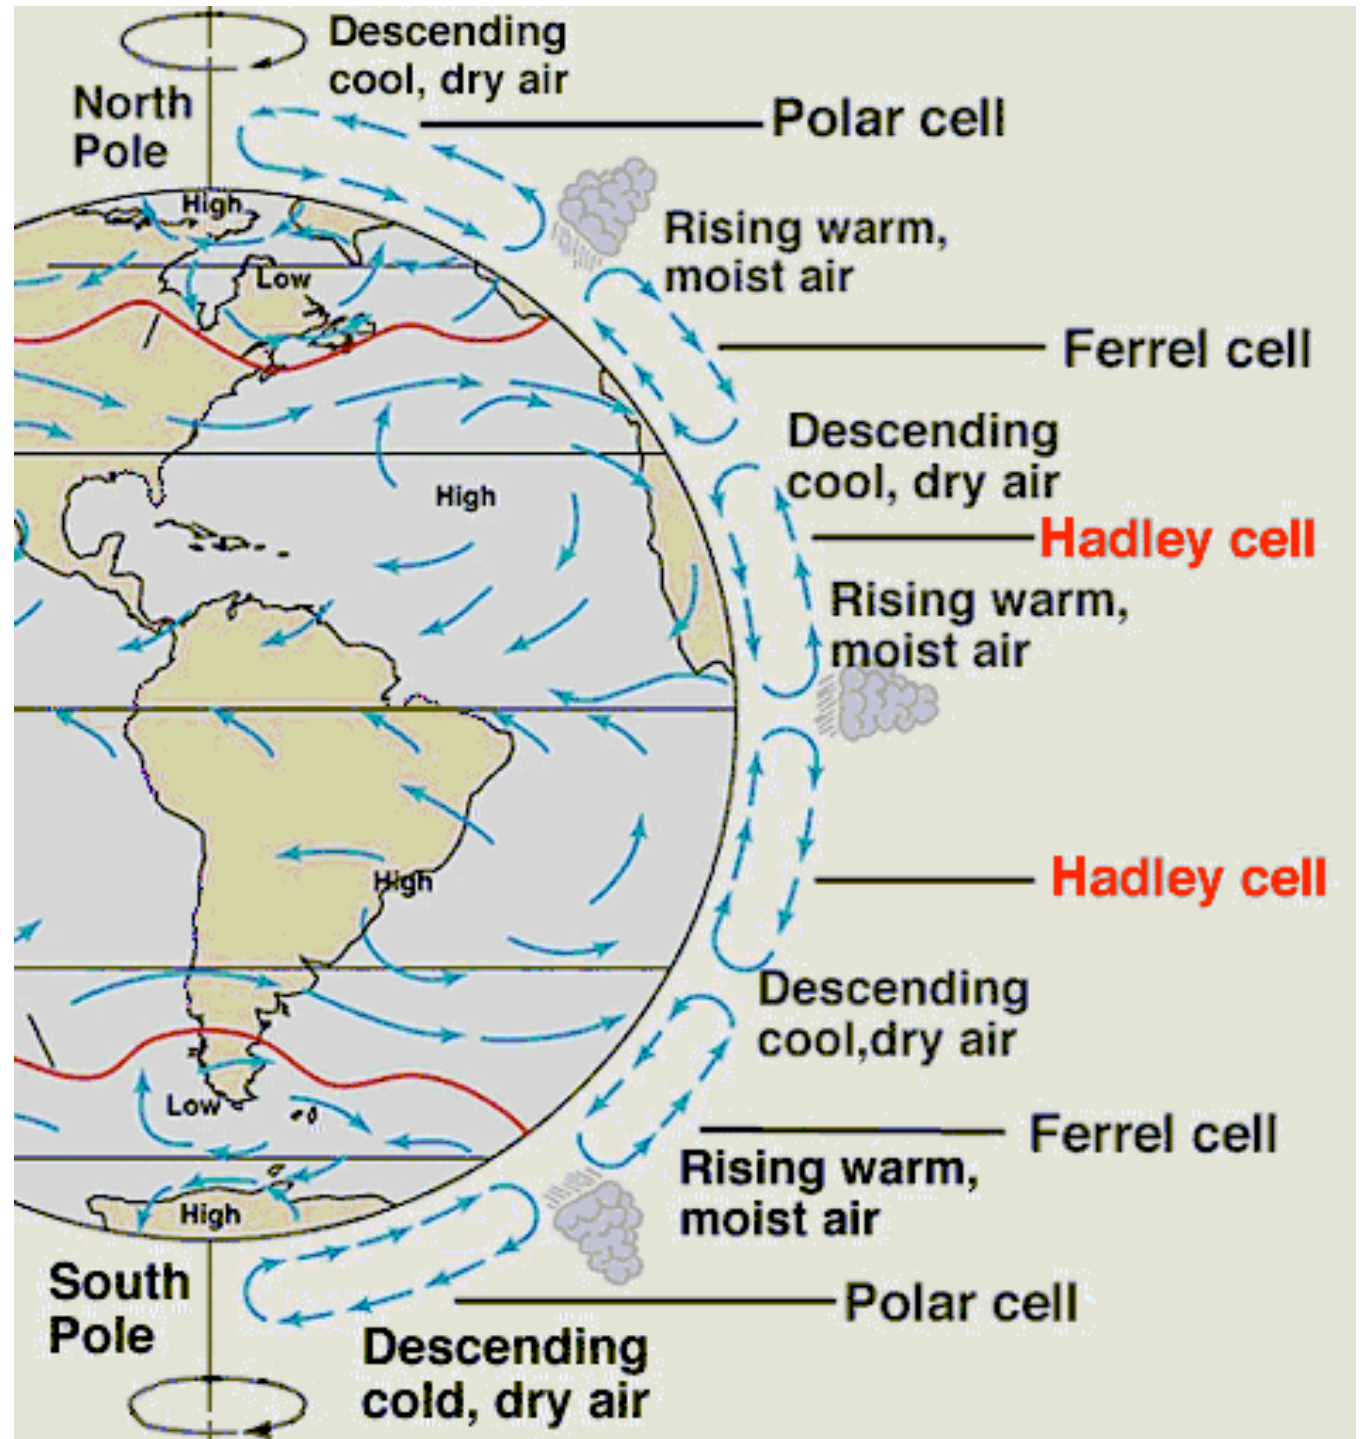 Descending
cool, dry air
North
Pole
Polar cell
High
Rising warm,
moist air
Low
Ferrel cell
Descending
cool, dry air
High
Hadley cell
Rising warm,
moist air
High
Hadley cell
Descending
cool,dry air
Low
Ferrel cell
Rising warm,
moist air
High
South
Pole
Polar cell
Descending
cold, dry air